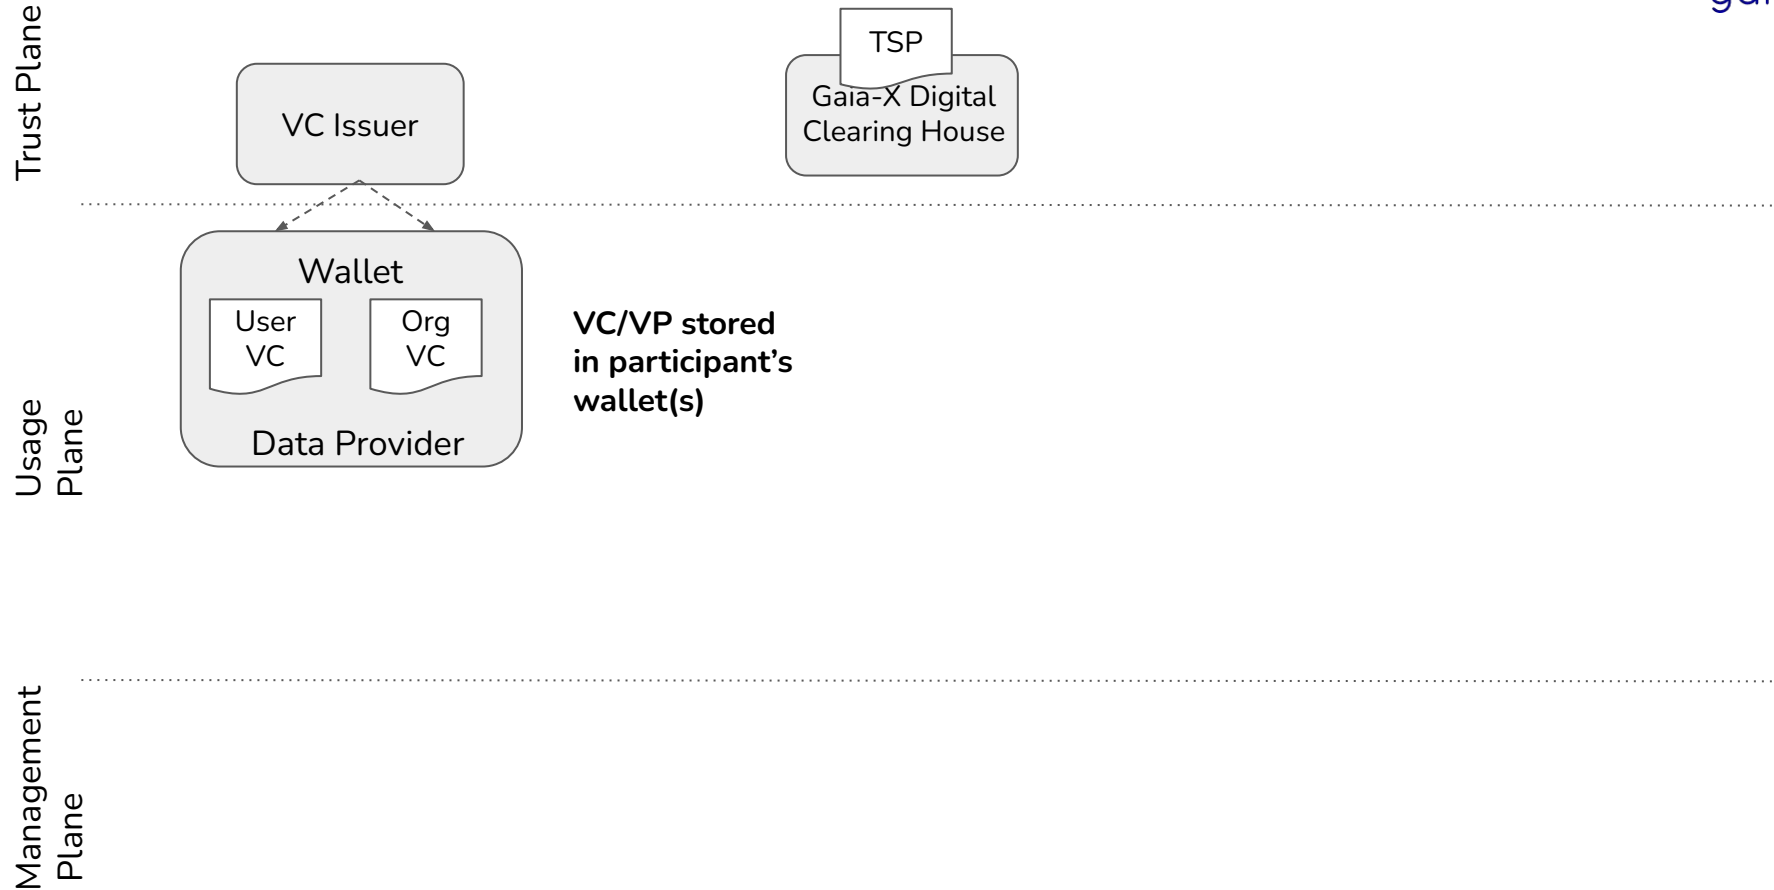 Trust Plane
TSP
VC Issuer
Gaia-X Digital
Clearing House
Wallet
User
VC
Org
VC
Data Provider
VC/VP stored
in participant’s
wallet(s)
Usage
Plane
Management
Plane